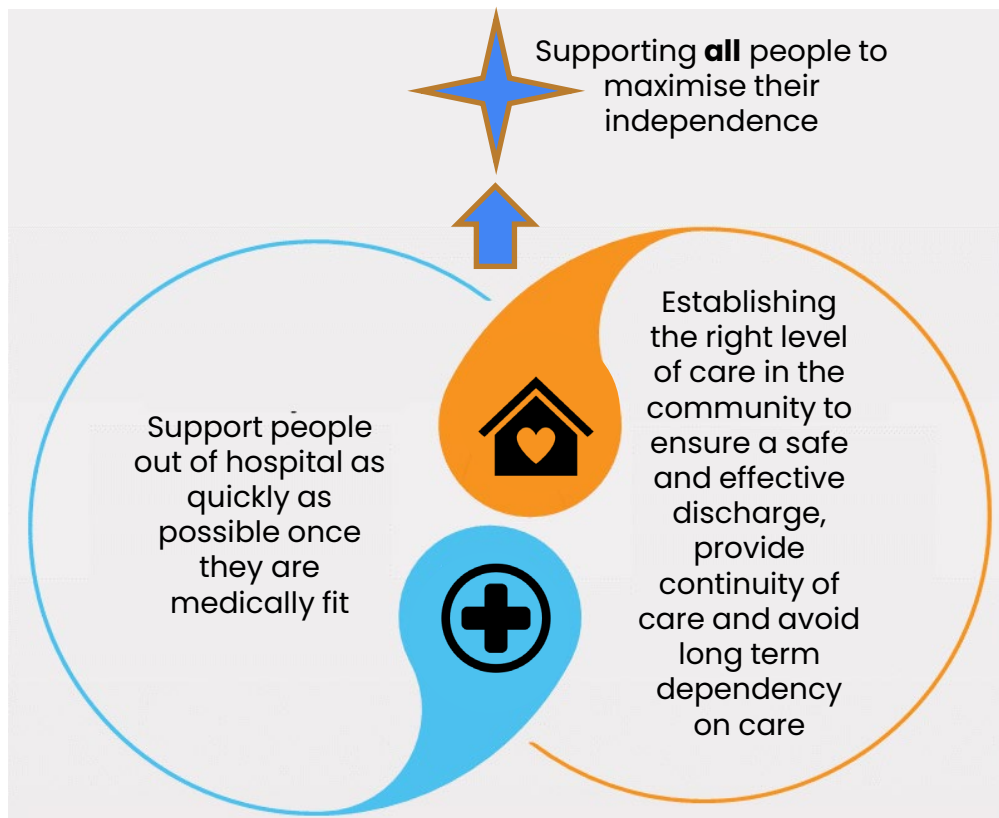 Supporting all people to
maximise their
independence
Support people
out of hospital as
quickly as
possible once
they are
medically fit
Establishing
the right level
of care in the
community to
ensure a safe
and effective
discharge,
provide
continuity of
care and avoid
long term
dependency
on care